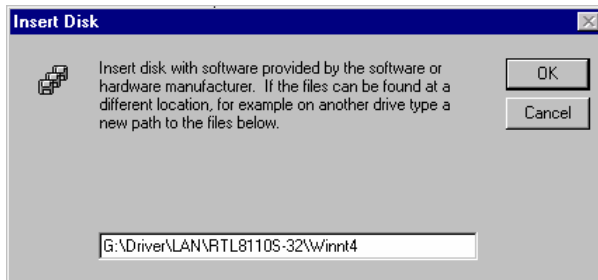 Insert Disk
Insert disk with software provided by the software or
hardware manufacturer.  If the files can be found at a
different location, for example on another drive type a
new path to the files below.
OK
Cancel
G:\Driver\LAN\RTL8110S-32\Winnt4